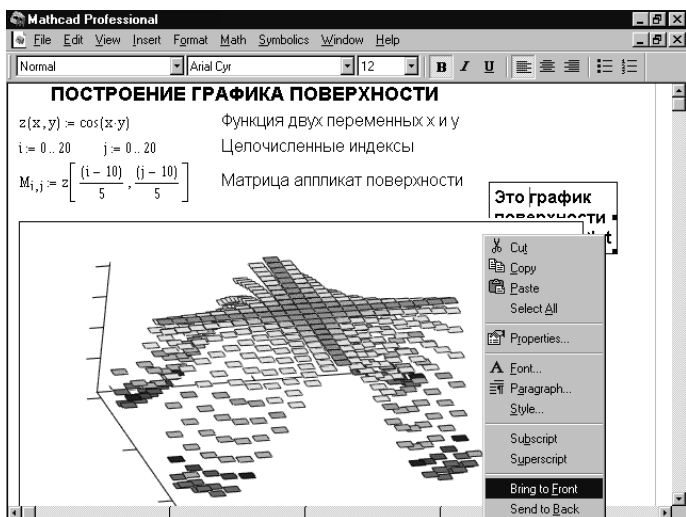 Mathcad Professional
File Edit View Insert Format Math Symbolics Window Help
Normal Arial Cyr 12 B I U
ПОСТРОЕНИЕ ГРАФИКА ПОВЕРХНОСТИ
z(x,y) := cos(x·y) Функция двух переменных x и y
i := 0..20 j := 0..20 Целочисленные индексы
M i,j := z[(i − 10)/5, (j − 10)/5] Матрица аппликат поверхности
Это график
поверхности
Cut
Copy
Paste
Select All
Properties...
Font...
Paragraph...
Style...
Subscript
Superscript
Bring to Front
Send to Back